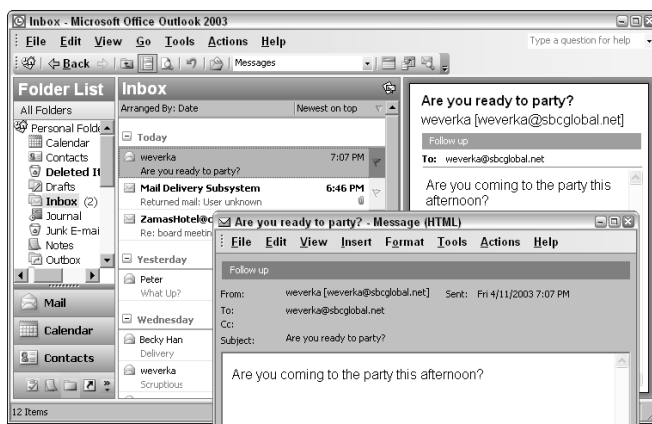 Inbox - Microsoft Office Outlook 2003
File Edit View Go Tools Actions Help
Type a question for help
Back
Messages
Folder List
All Folders
Personal Folde
Calendar
Contacts
Deleted It
Drafts
Inbox (2)
Journal
Junk E-mai
Notes
Outbox
Mail
Calendar
Contacts
12 Items
Inbox
Arranged By: Date Newest on top
Today
weverka 7:07 PM
Are you ready to party?
Mail Delivery Subsystem 6:46 PM
Returned mail: User unknown
ZamasHotel@c
Re: board meetin
Yesterday
Peter
What Up?
Wednesday
Becky Han
Delivery
weverka
Scruptious
Are you ready to party?
weverka [weverka@sbcglobal.net]
Follow up
To: weverka@sbcglobal.net
Are you coming to the party this
afternoon?
Are you ready to party? - Message (HTML)
File Edit View Insert Format Tools Actions Help
Follow up
From: weverka [weverka@sbcglobal.net] Sent: Fri 4/11/2003 7:07 PM
To: weverka@sbcglobal.net
Cc:
Subject: Are you ready to party?
Are you coming to the party this afternoon?